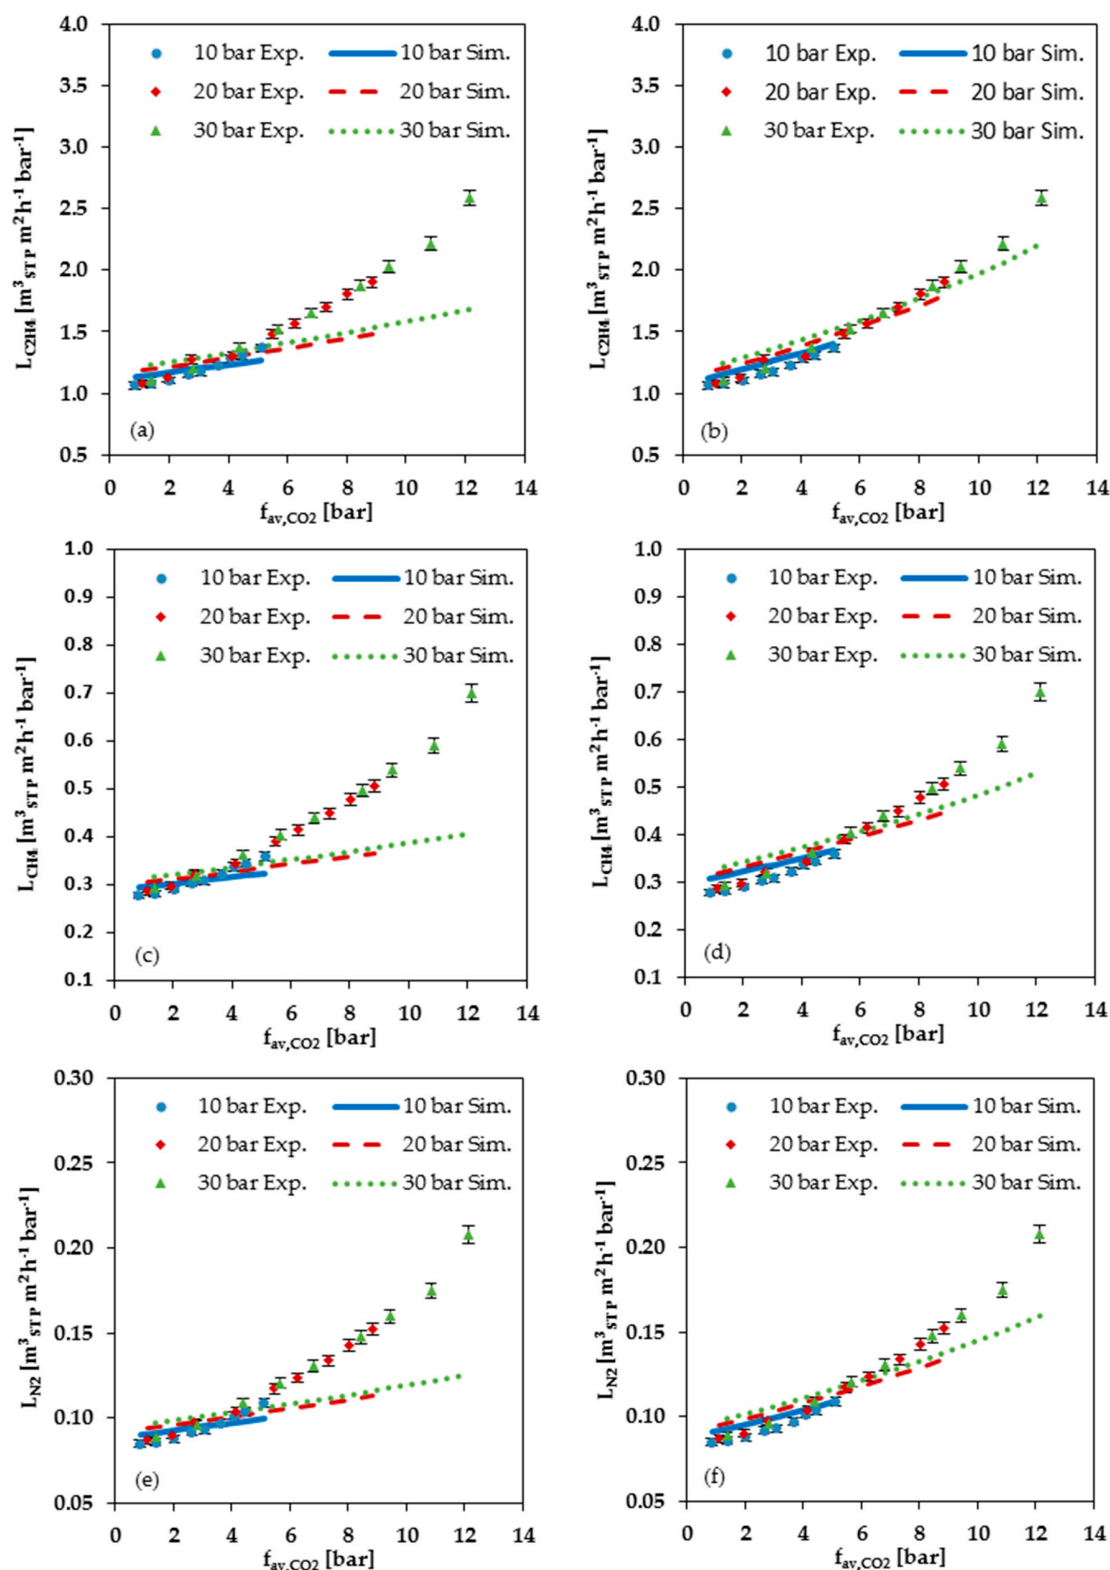 4.0
3.5
3.0
2.5
2.0
1.5
1.0
0.5
L_C2H4 [m³_STP m²h⁻¹ bar⁻¹]
10 bar Exp. 10 bar Sim.
20 bar Exp. 20 bar Sim.
30 bar Exp. 30 bar Sim.
(a)
0 2 4 6 8 10 12 14
f_av,CO2 [bar]
4.0
3.5
3.0
2.5
2.0
1.5
1.0
0.5
L_C2H4 [m³_STP m²h⁻¹ bar⁻¹]
10 bar Exp. 10 bar Sim.
20 bar Exp. 20 bar Sim.
30 bar Exp. 30 bar Sim.
(b)
0 2 4 6 8 10 12 14
f_av,CO2 [bar]
1.0
0.9
0.8
0.7
0.6
0.5
0.4
0.3
0.2
0.1
L_CH4 [m³_STP m²h⁻¹ bar⁻¹]
10 bar Exp. 10 bar Sim.
20 bar Exp. 20 bar Sim.
30 bar Exp. 30 bar Sim.
(c)
0 2 4 6 8 10 12 14
f_av,CO2 [bar]
1.0
0.9
0.8
0.7
0.6
0.5
0.4
0.3
0.2
0.1
L_CH4 [m³_STP m²h⁻¹ bar⁻¹]
10 bar Exp. 10 bar Sim.
20 bar Exp. 20 bar Sim.
30 bar Exp. 30 bar Sim.
(d)
0 2 4 6 8 10 12 14
f_av,CO2 [bar]
0.30
0.25
0.20
0.15
0.10
0.05
L_N2 [m³_STP m²h⁻¹ bar⁻¹]
10 bar Exp. 10 bar Sim.
20 bar Exp. 20 bar Sim.
30 bar Exp. 30 bar Sim.
(e)
0 2 4 6 8 10 12 14
f_av,CO2 [bar]
0.30
0.25
0.20
0.15
0.10
0.05
L_N2 [m³_STP m²h⁻¹ bar⁻¹]
10 bar Exp. 10 bar Sim.
20 bar Exp. 20 bar Sim.
30 bar Exp. 30 bar Sim.
(f)
0 2 4 6 8 10 12 14
f_av,CO2 [bar]